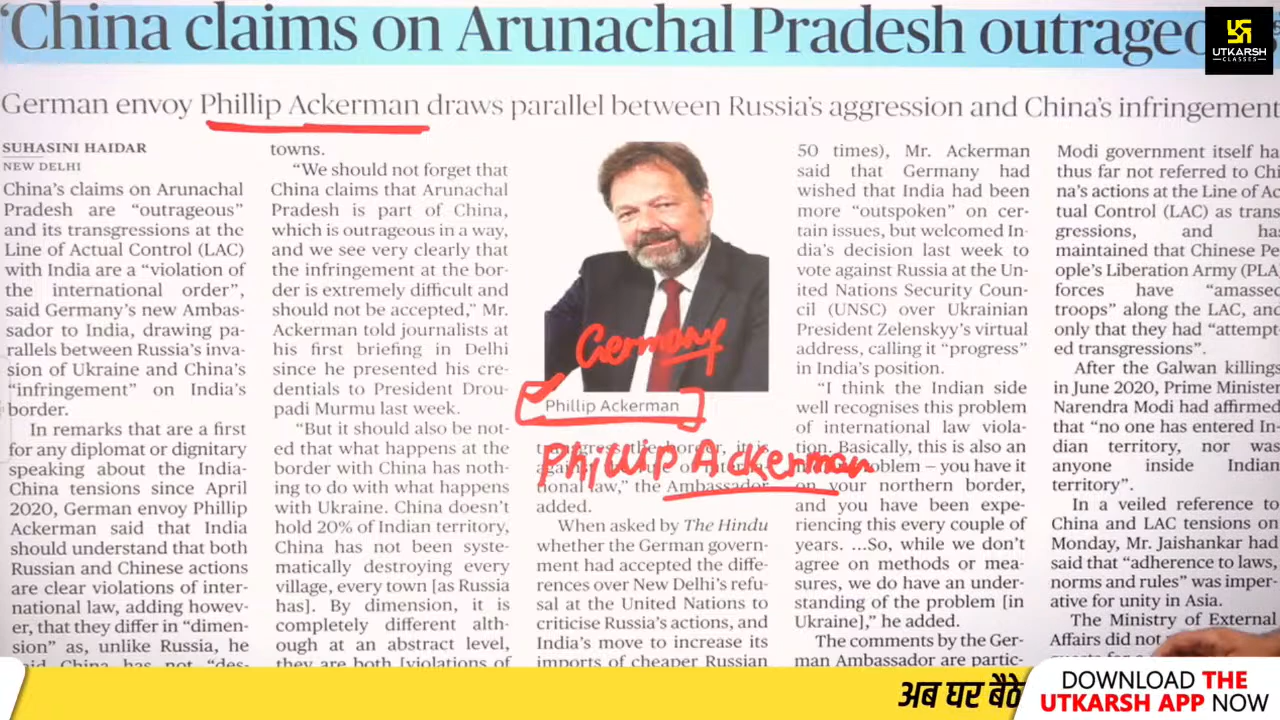 ‘China claims on Arunachal Pradesh
UTKARSH
CLASSES
German envoy Phillip Ackerman draws parallel between Russia’s aggression and China’s infringement
SUHASINI HAIDAR
NEW DELHI
China’s claims on Arunachal
Pradesh are “outrageous”
and its transgressions at the
Line of Actual Control (LAC)
with India are a “violation of
the international order”,
said Germany’s new Ambas-
sador to India, drawing pa-
rallels between Russia’s inva-
sion of Ukraine and China’s
“infringement” on India’s
border.
In remarks that are a first
for any diplomat or dignitary
speaking about the India-
China tensions since April
2020, German envoy Phillip
Ackerman said that India
should understand that both
Russian and Chinese actions
are clear violations of inter-
national law, adding howev-
er, that they differ in “dimen-
sion” as, unlike Russia, he
said China has not “des-
towns.
“We should not forget that
China claims that Arunachal
Pradesh is part of China,
which is outrageous in a way,
and we see very clearly that
the infringement at the bor-
der is extremely difficult and
should not be accepted,” Mr.
Ackerman told journalists at
his first briefing in Delhi
since he presented his cre-
dentials to President Drou-
padi Murmu last week.
“But it should also be not-
ed that what happens at the
border with China has noth-
ing to do with what happens
with Ukraine. China doesn’t
hold 20% of Indian territory,
China has not been syste-
matically destroying every
village, every town [as Russia
has]. By dimension, it is
completely different alth-
ough at an abstract level,
they are both [violations of
Germany
Phillip Ackerman
Phillip Ackerman
tional law,” the Ambassador
added.
When asked by The Hindu
whether the German govern-
ment had accepted the diffe-
rences over New Delhi’s refu-
sal at the United Nations to
criticise Russia’s actions, and
India’s move to increase its
imports of cheaper Russian
50 times), Mr. Ackerman
said that Germany had
wished that India had been
more “outspoken” on cer-
tain issues, but welcomed In-
dia’s decision last week to
vote against Russia at the Un-
ited Nations Security Coun-
cil (UNSC) over Ukrainian
President Zelenskyy’s virtual
address, calling it “progress”
in India’s position.
“I think the Indian side
well recognises this problem
of international law viola-
tion. Basically, this is also
problem – you have it
on your northern border,
and you have been expe-
riencing this every couple of
years. ...So, while we don’t
agree on methods or mea-
sures, we do have an under-
standing of the problem [in
Ukraine],” he added.
The comments by the Ger-
man Ambassador are partic-
Modi government itself ha
thus far not referred to Chi
na’s actions at the Line of Ac
tual Control (LAC) as trans
gressions, and has
maintained that Chinese Pe
ople’s Liberation Army (PLA
forces have “amassed
troops” along the LAC, and
only that they had “attempt
ed transgressions”.
After the Galwan killings
in June 2020, Prime Minister
Narendra Modi had affirmed
that “no one has entered In-
dian territory, nor was
anyone inside Indian
territory”.
In a veiled reference to
China and LAC tensions on
Monday, Mr. Jaishankar had
said that “adherence to laws,
norms and rules” was imper-
ative for unity in Asia.
The Ministry of External
Affairs did not
अब घर बैठे
DOWNLOAD THE
UTKARSH APP NOW